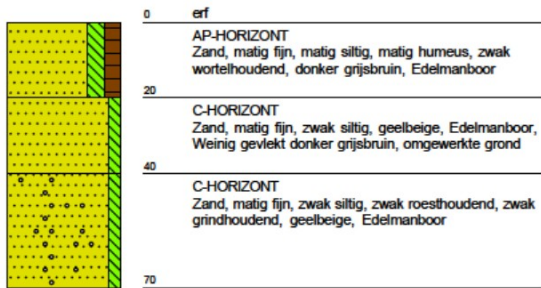 0 erf
AP-HORIZONT
Zand, matig fijn, matig siltig, matig humeus, zwak
wortelhoudend, donker grijsbruin, Edelmanboor
20
C-HORIZONT
Zand, matig fijn, zwak siltig, geelbeige, Edelmanboor,
Weinig gevlekt donker grijsbruin, omgewerkte grond
40
C-HORIZONT
Zand, matig fijn, zwak siltig, zwak roesthoudend, zwak
grindhoudend, geelbeige, Edelmanboor
70